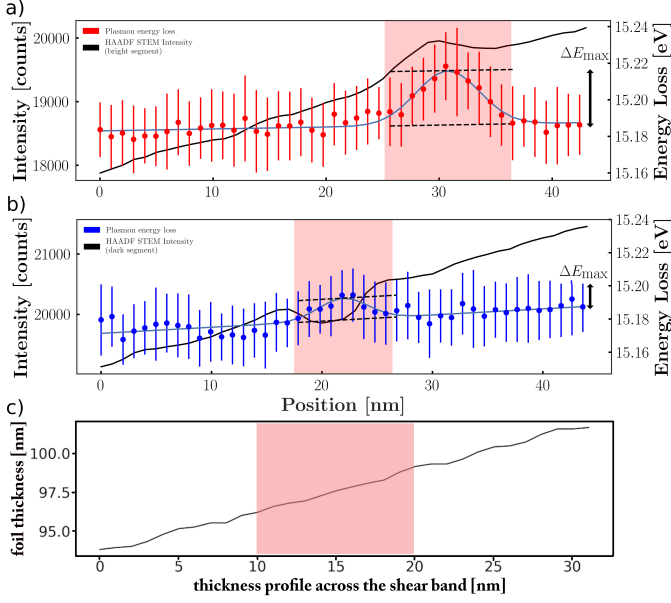 a)
Intensity [counts]
20000
19000
18000
Plasmon energy loss
HAADF STEM Intensity
(bright segment)
ΔEmax
15.24
15.22
15.20
15.18
15.16
Energy Loss [eV]
0
10
20
30
40
b)
Intensity [counts]
21000
20000
Plasmon energy loss
HAADF STEM Intensity
(dark segment)
ΔEmax
15.24
15.22
15.20
15.18
15.16
Energy Loss [eV]
0
10
20
30
40
Position [nm]
c)
foil thickness [nm]
100.0
97.5
95.0
0
5
10
15
20
25
30
thickness profile across the shear band [nm]